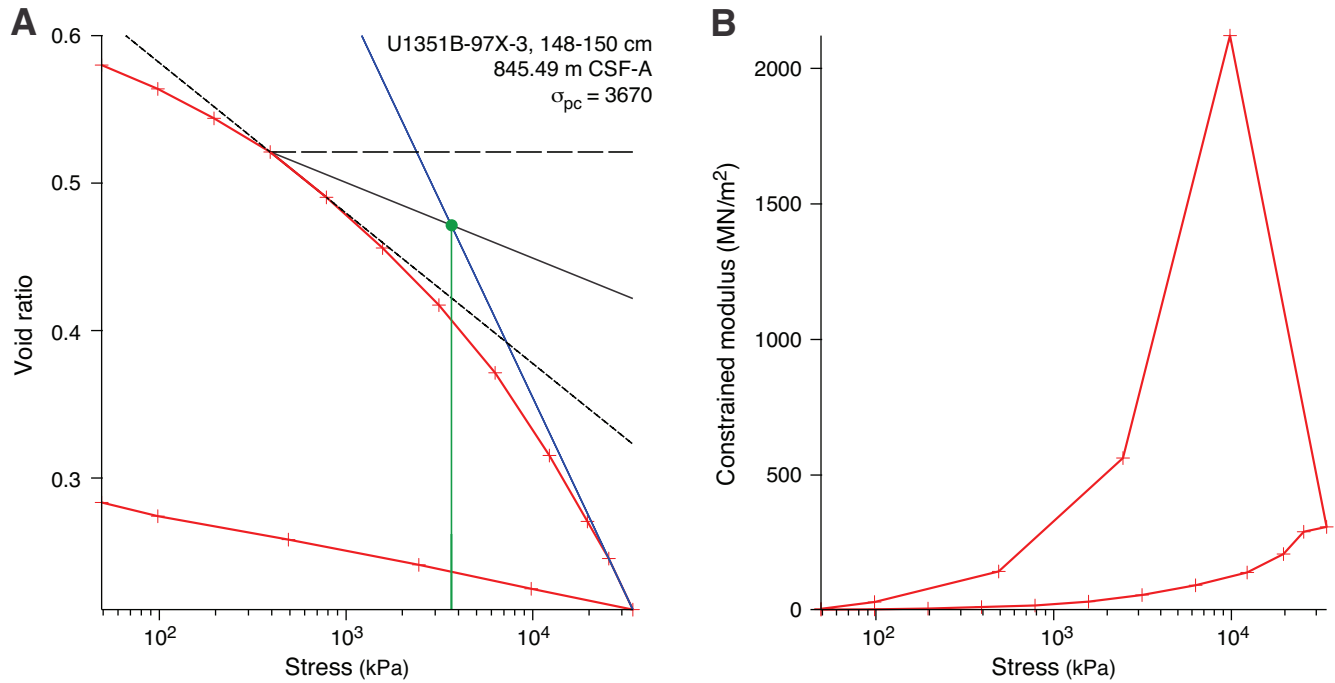 A
U1351B-97X-3, 148-150 cm
845.49 m CSF-A
σpc = 3670
0.6
0.5
0.4
0.3
Void ratio
10²
10³
10⁴
Stress (kPa)
B
2000
1500
1000
500
0
Constrained modulus (MN/m²)
10²
10³
10⁴
Stress (kPa)